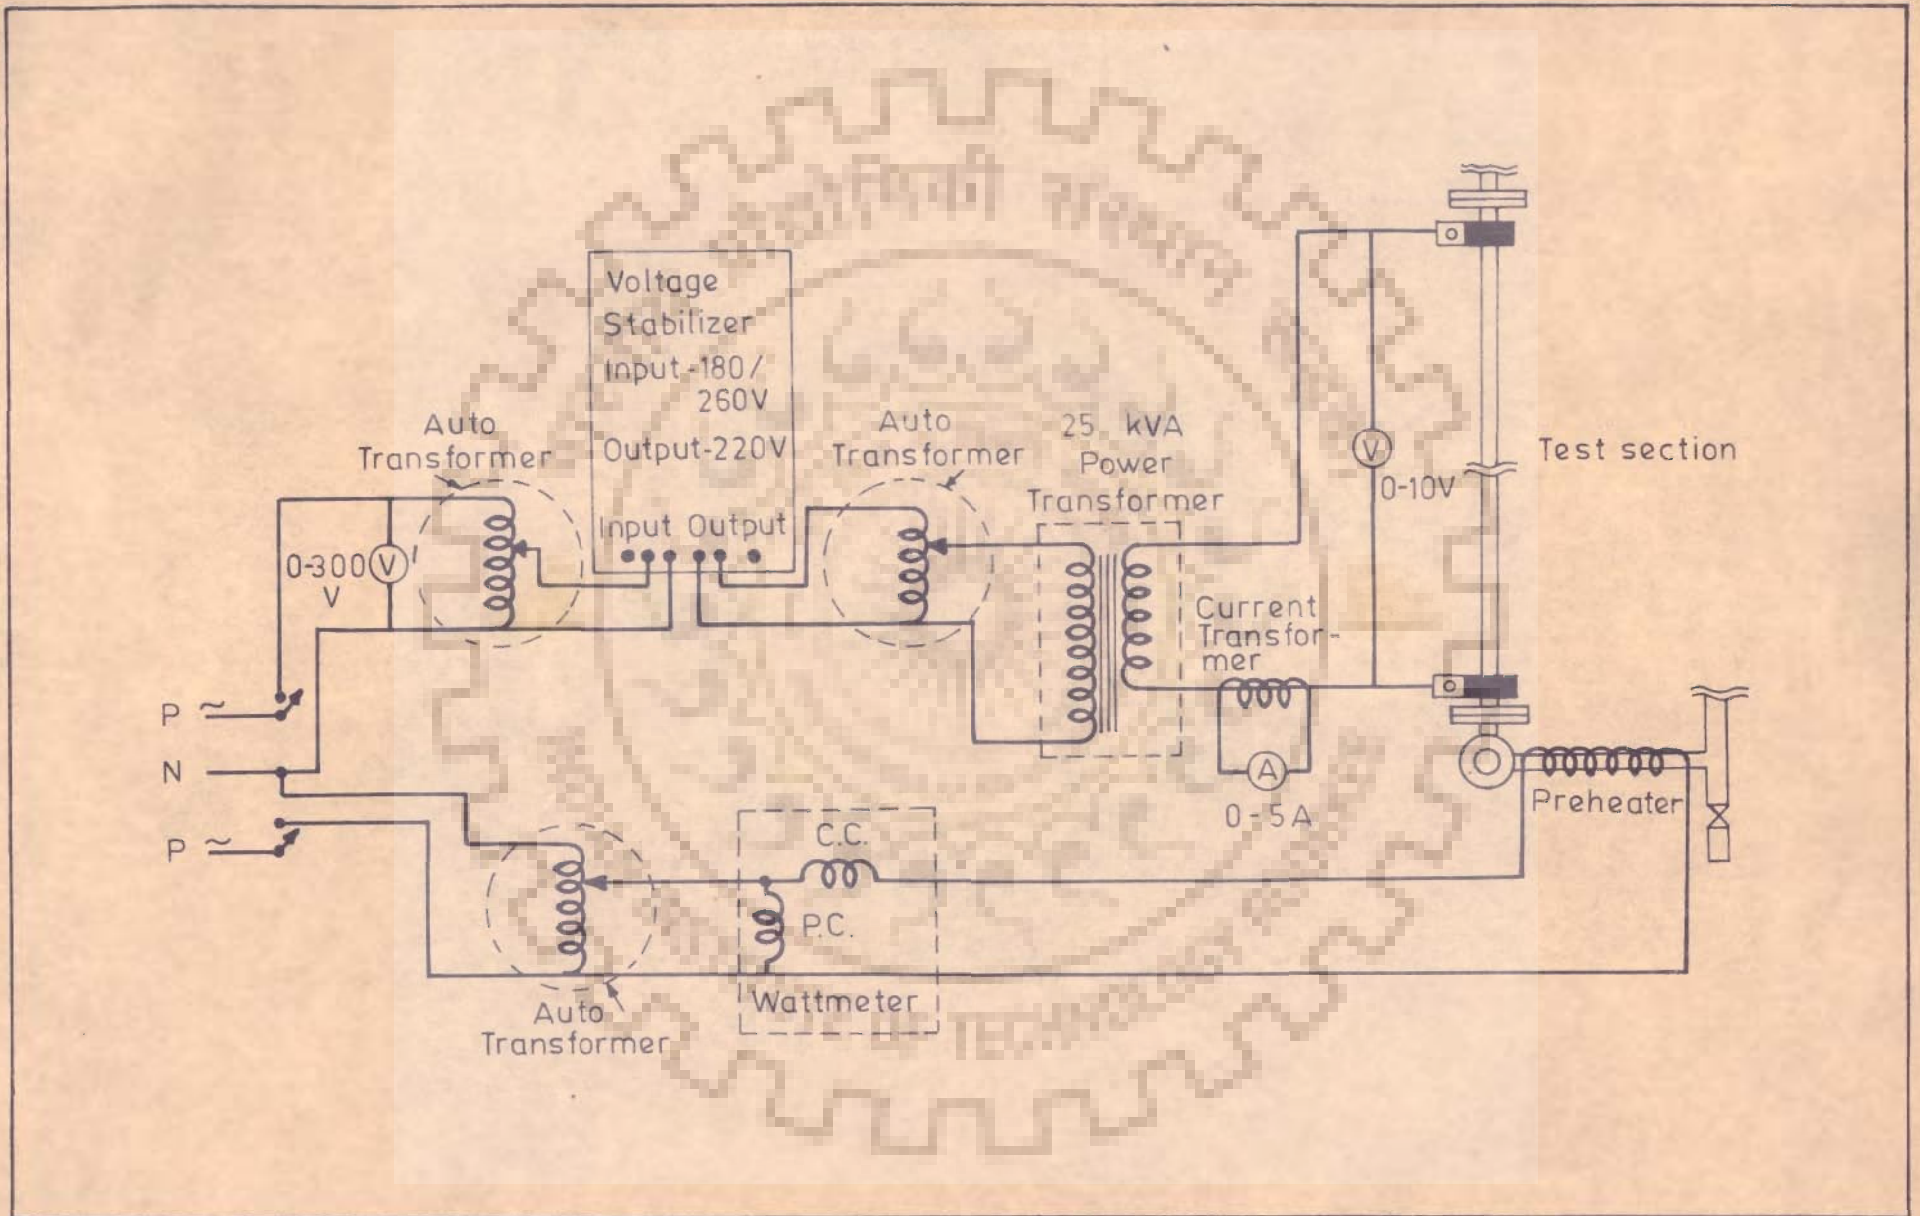 Voltage
Stabilizer
Input-180/
260V
Output-220V
Input Output
Auto
Transformer
Auto
Transformer
25 kVA
Power
Transformer
V
0-10V
Test section
0-300
V
V
Current
Transfor-
mer
A
0-5A
P ~
N
P ~
Preheater
C.C.
P.C.
Wattmeter
Auto
Transformer